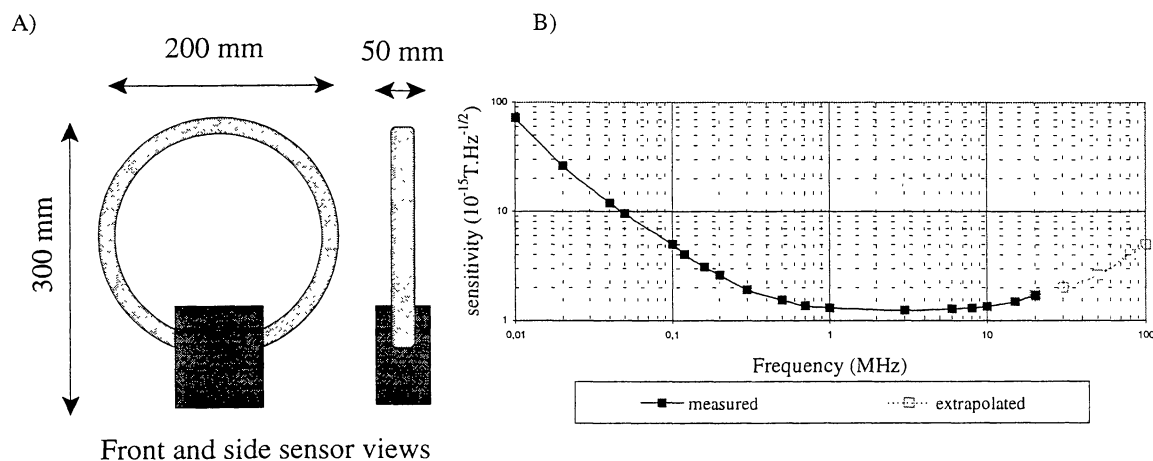 A)
200 mm
50 mm
300 mm
Front and side sensor views
B)
sensitivity (10⁻¹⁵T.Hz⁻¹/²)
100
10
1
0,01
0,1
1
10
100
Frequency (MHz)
measured
extrapolated